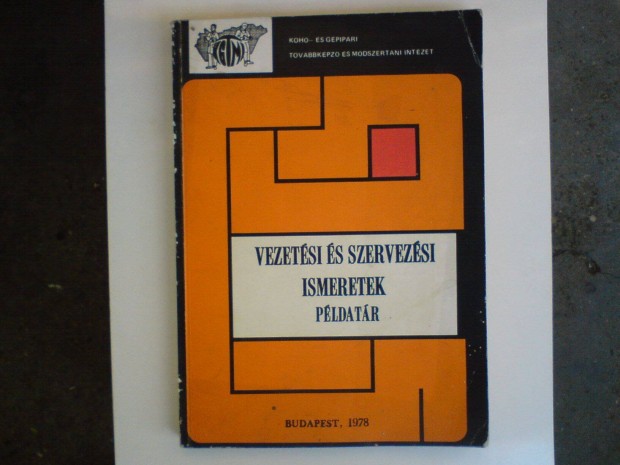 KOHO- ES GEPIPARI
TOVABBKEPZO ES MODSZERTANI INTEZET
VEZETÉSI ÉS SZERVEZÉSI
ISMERETEK
PÉLDATÁR
BUDAPEST, 1978